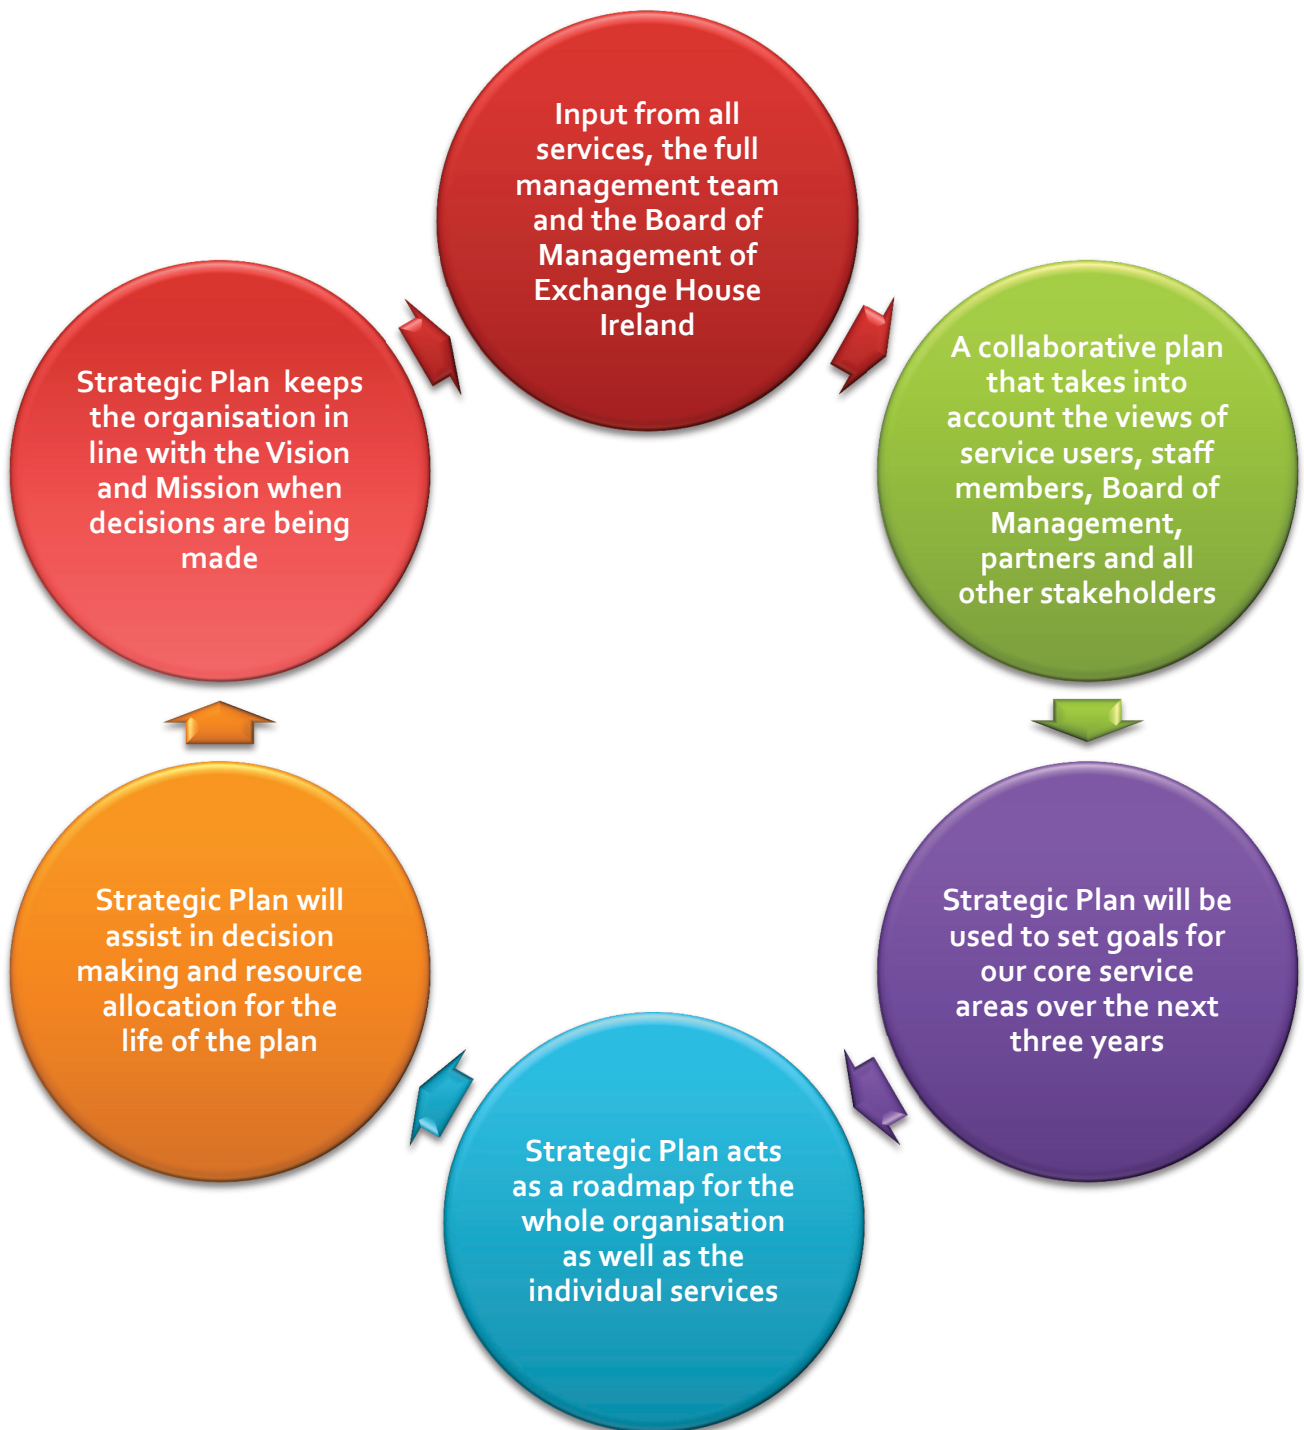 Input from all
services, the full
management team
and the Board of
Management of
Exchange House
Ireland
A collaborative plan
that takes into
account the views of
service users, staff
members, Board of
Management,
partners and all
other stakeholders
Strategic Plan will be
used to set goals for
our core service
areas over the next
three years
Strategic Plan acts
as a roadmap for the
whole organisation
as well as the
individual services
Strategic Plan will
assist in decision
making and resource
allocation for the
life of the plan
Strategic Plan  keeps
the organisation in
line with the Vision
and Mission when
decisions are being
made